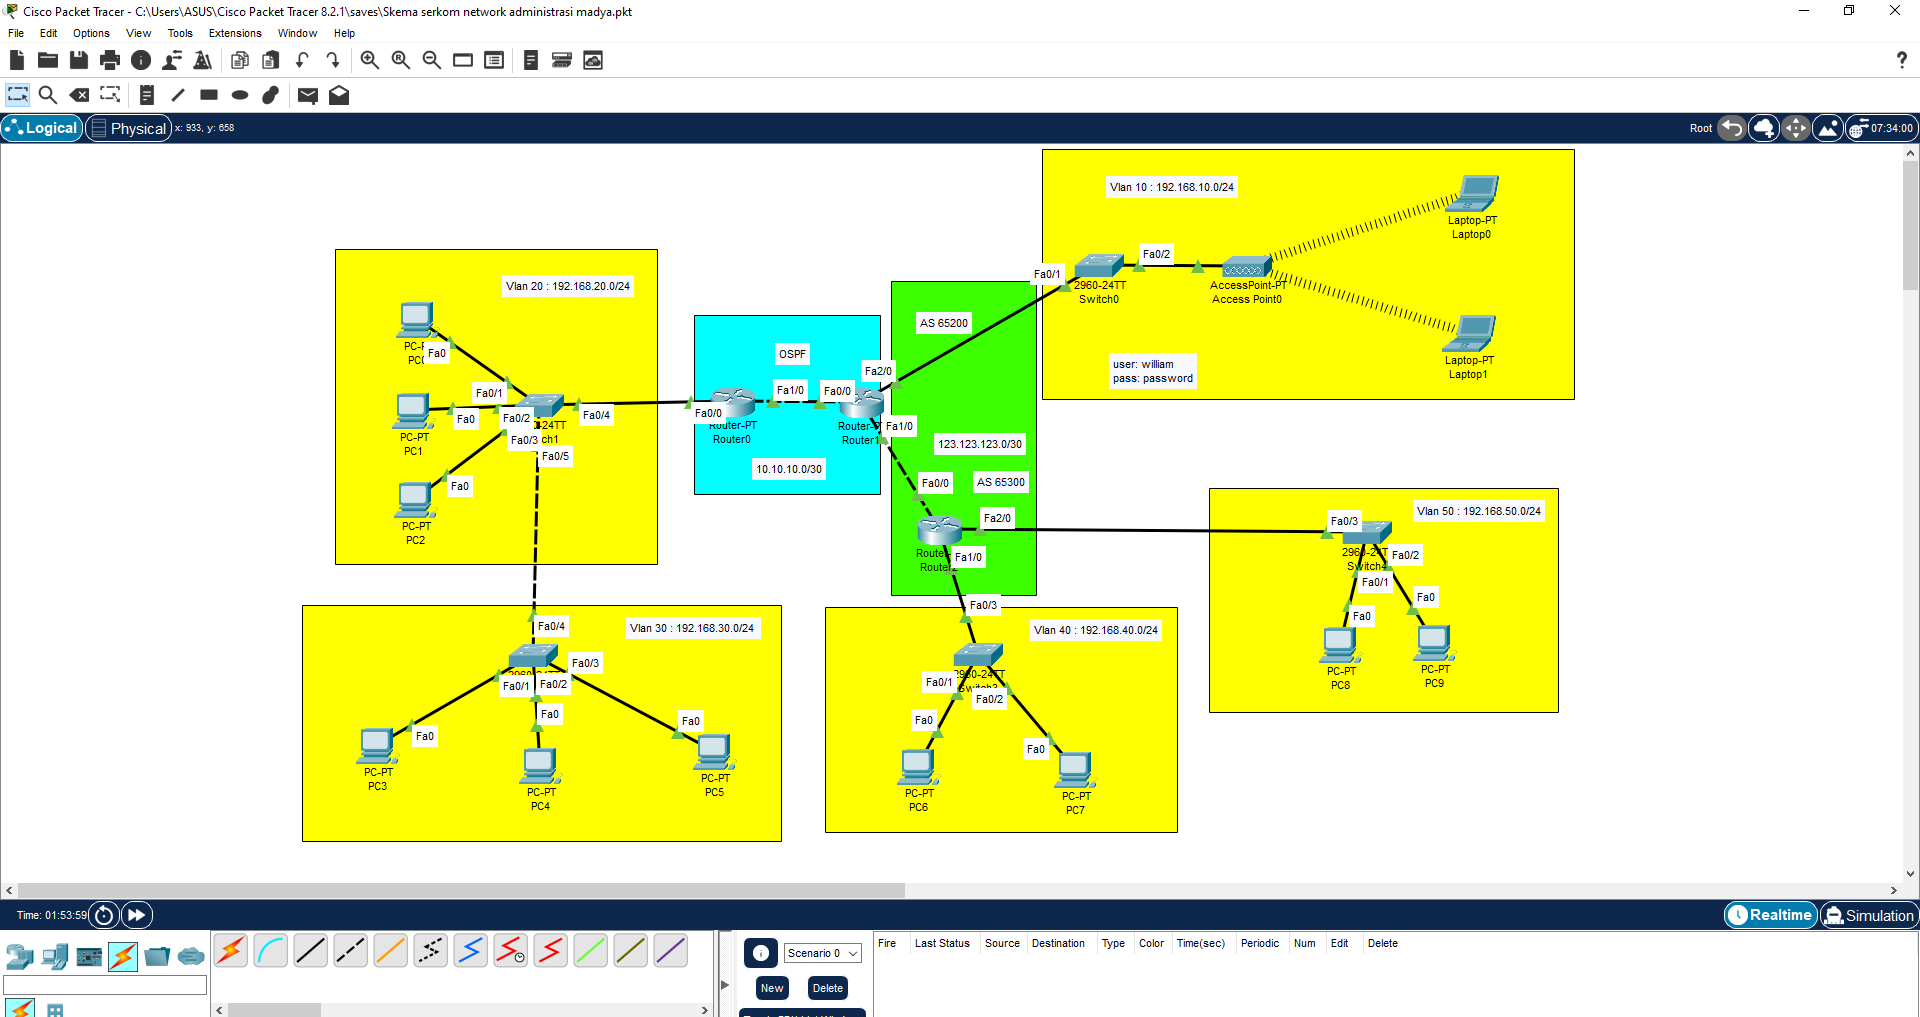 Cisco Packet Tracer - C:\Users\ASUS\Cisco Packet Tracer 8.2.1\saves\Skema serkom network administrasi madya.pkt
File Edit Options View Tools Extensions Window Help
Logical Physical x: 933, y: 658
Root 07:34:00
Vlan 10 : 192.168.10.0/24
Laptop-PT
Laptop0
Fa0/1
Fa0/2
2960-24TT
Switch0
AccessPoint-PT
Access Point0
Laptop-PT
Laptop1
user: william
pass: password
Vlan 20 : 192.168.20.0/24
Fa0
PC-PT
PC1
Fa0
Fa0/1
Fa0/2
Fa0/3
Fa0/4
Fa0/5
-24TT
ch1
PC-PT
PC2
Fa0
OSPF
Fa0/0
Router-PT
Router0
Fa1/0
Fa0/0
Fa2/0
Fa1/0
Router-P
Router1
10.10.10.0/30
AS 65200
123.123.123.0/30
AS 65300
Fa0/0
Fa2/0
Fa1/0
Vlan 50 : 192.168.50.0/24
Fa0/3
2960-24T
Switch4
Fa0/2
Fa0/1
Fa0
Fa0
PC-PT
PC8
PC-PT
PC9
Vlan 30 : 192.168.30.0/24
Fa0/4
Fa0/3
Fa0/1
Fa0/2
Fa0
Fa0
Fa0
PC-PT
PC3
PC-PT
PC4
PC-PT
PC5
Fa0/3
Vlan 40 : 192.168.40.0/24
Fa0/1
Fa0/2
Fa0
Fa0
PC-PT
PC6
PC-PT
PC7
Time: 01:53:59
Realtime Simulation
Scenario 0
New Delete
Fire Last Status Source Destination Type Color Time(sec) Periodic Num Edit Delete